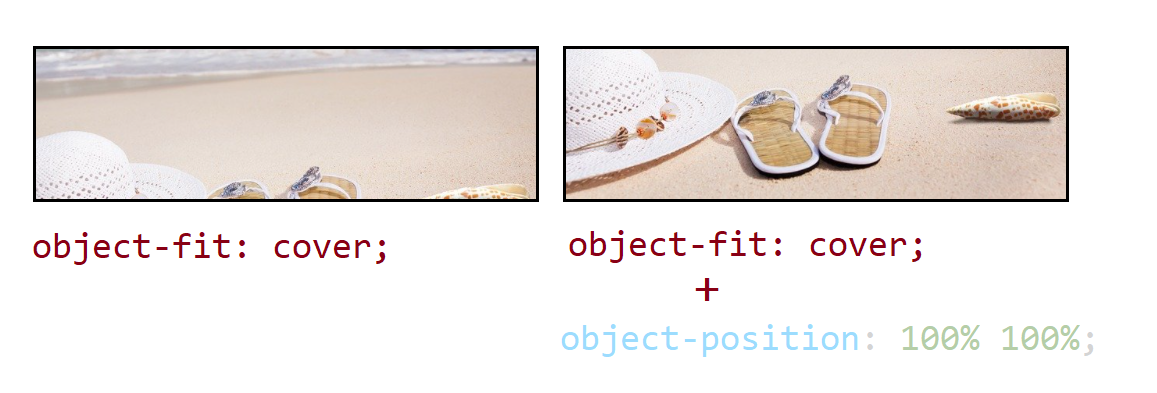 object-fit: cover;
object-fit: cover;
+
object-position: 100% 100%;